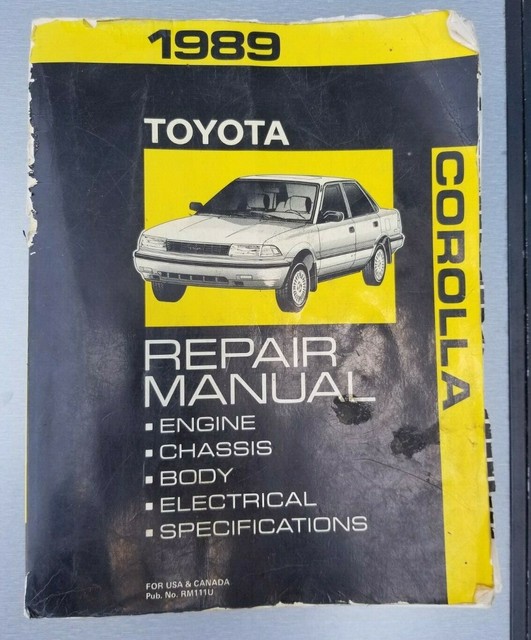 1989
TOYOTA
COROLLA
REPAIR
MANUAL
▪ ENGINE
▪ CHASSIS
▪ BODY
▪ ELECTRICAL
▪ SPECIFICATIONS
FOR USA & CANADA
Pub. No. RM111U